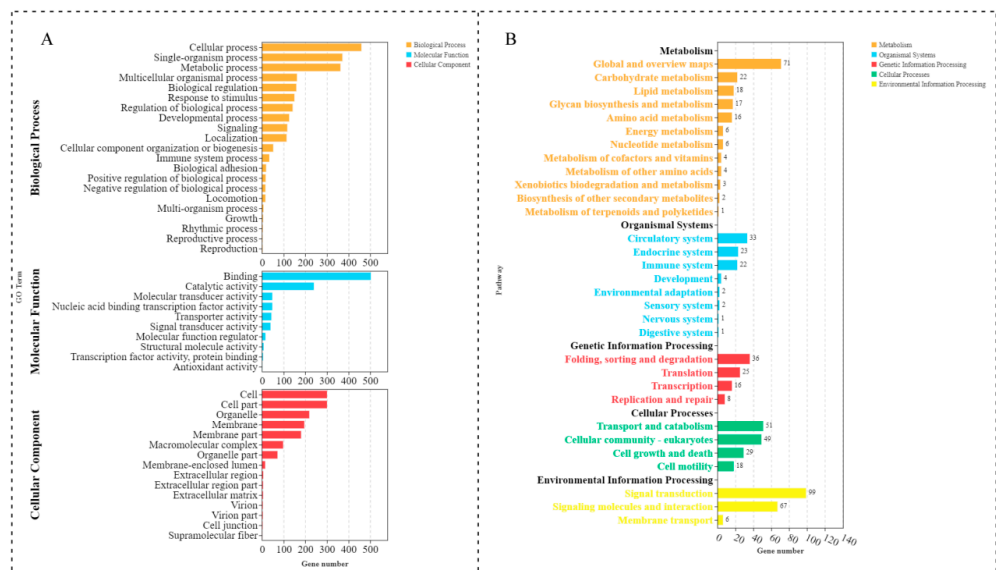 A
Biological Process
Molecular Function
Cellular Component
GO Term
Biological Process
Cellular process
Single-organism process
Metabolic process
Multicellular organismal process
Biological regulation
Response to stimulus
Regulation of biological process
Developmental process
Signaling
Localization
Cellular component organization or biogenesis
Immune system process
Biological adhesion
Positive regulation of biological process
Negative regulation of biological process
Locomotion
Multi-organism process
Growth
Rhythmic process
Reproductive process
Reproduction
0 100 200 300 400 500
Molecular Function
Binding
Catalytic activity
Molecular transducer activity
Nucleic acid binding transcription factor activity
Transporter activity
Signal transducer activity
Molecular function regulator
Structural molecule activity
Transcription factor activity, protein binding
Antioxidant activity
0 100 200 300 400 500
Cellular Component
Cell
Cell part
Organelle
Membrane
Membrane part
Macromolecular complex
Organelle part
Membrane-enclosed lumen
Extracellular region
Extracellular region part
Extracellular matrix
Virion
Virion part
Cell junction
Supramolecular fiber
0 100 200 300 400 500
Gene number
B
Metabolism
Organismal Systems
Genetic Information Processing
Cellular Processes
Environmental Information Processing
Pathway
Metabolism
Global and overview maps 71
Carbohydrate metabolism 22
Lipid metabolism 18
Glycan biosynthesis and metabolism 17
Amino acid metabolism 16
Energy metabolism 6
Nucleotide metabolism 6
Metabolism of cofactors and vitamins 4
Metabolism of other amino acids 4
Xenobiotics biodegradation and metabolism 3
Biosynthesis of other secondary metabolites 2
Metabolism of terpenoids and polyketides 1
Organismal Systems
Circulatory system 33
Endocrine system 23
Immune system 22
Development 4
Environmental adaptation 2
Sensory system 2
Nervous system 1
Digestive system 1
Genetic Information Processing
Folding, sorting and degradation 36
Translation 25
Transcription 16
Replication and repair 8
Cellular Processes
Transport and catabolism 51
Cellular community - eukaryotes 49
Cell growth and death 29
Cell motility 18
Environmental Information Processing
Signal transduction 99
Signaling molecules and interaction 67
Membrane transport 6
0 20 40 60 80 100 120 140
Gene number